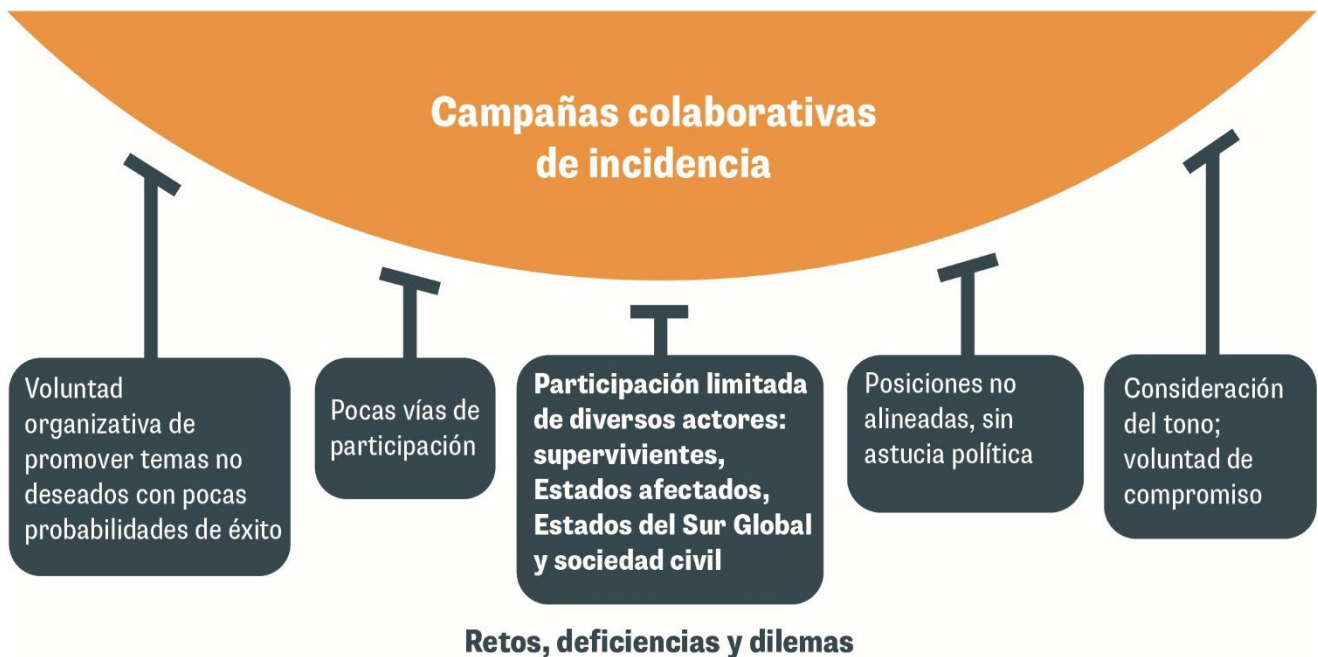 Campañas colaborativas
de incidencia
Voluntad
organizativa de
promover temas no
deseados con pocas
probabilidades de éxito
Pocas vías de
participación
Participación limitada
de diversos actores:
supervivientes,
Estados afectados,
Estados del Sur Global
y sociedad civil
Posiciones no
alineadas, sin
astucia política
Consideración
del tono;
voluntad de
compromiso
Retos, deficiencias y dilemas